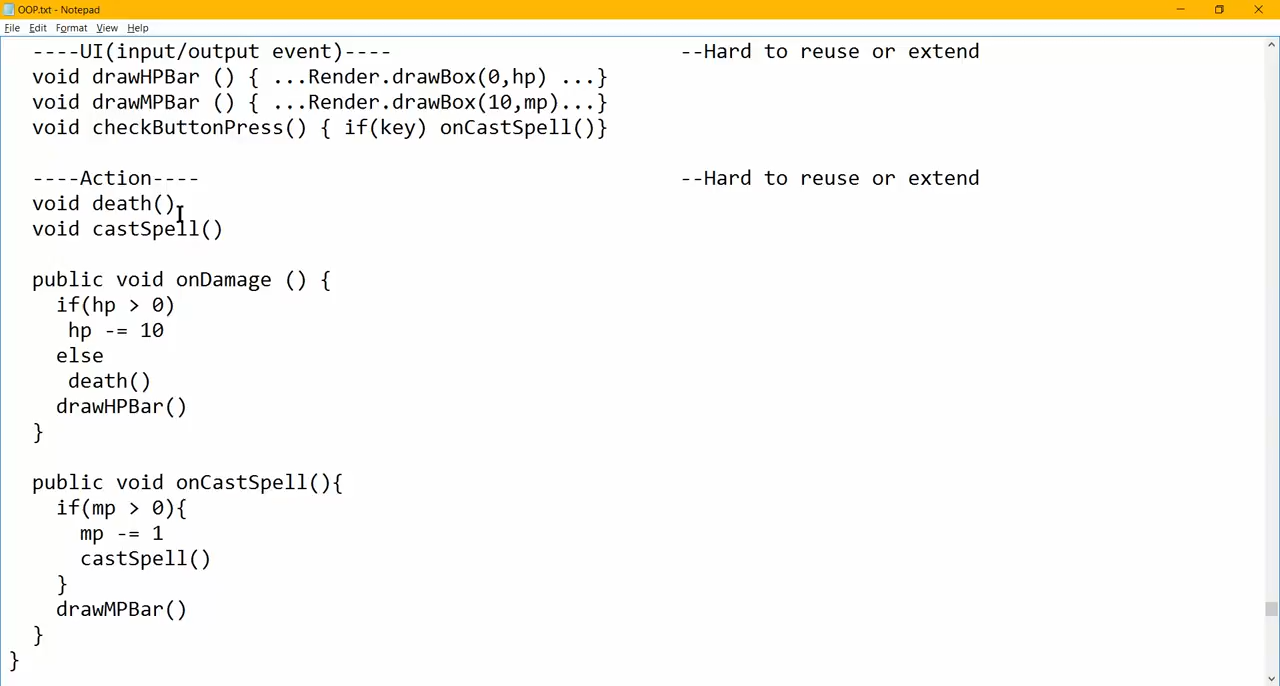 OOP.txt - Notepad
File Edit Format View Help
----UI(input/output event)---- --Hard to reuse or extend
void drawHPBar () { ...Render.drawBox(0,hp) ...}
void drawMPBar () { ...Render.drawBox(10,mp)...}
void checkButtonPress() { if(key) onCastSpell()}
----Action---- --Hard to reuse or extend
void death()
void castSpell()
public void onDamage () {
if(hp > 0)
hp -= 10
else
death()
drawHPBar()
}
public void onCastSpell(){
if(mp > 0){
mp -= 1
castSpell()
}
drawMPBar()
}
}